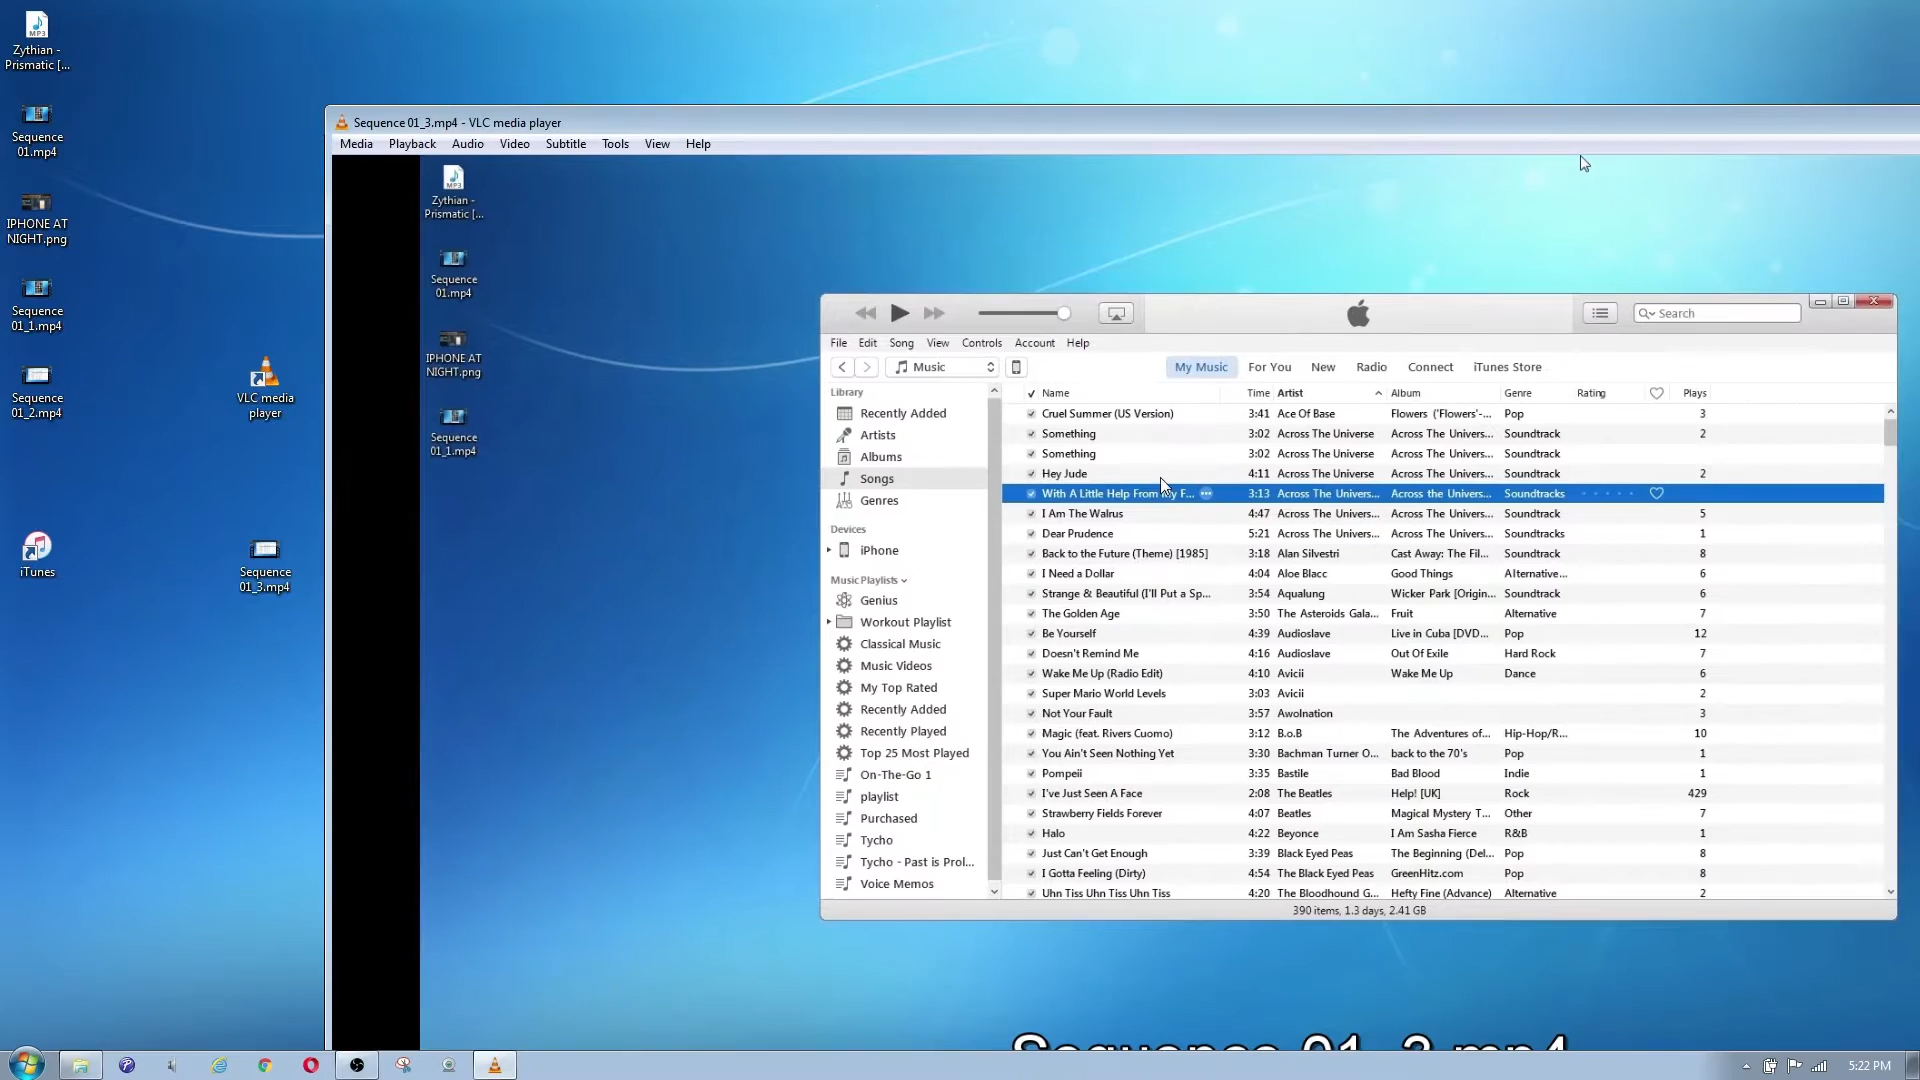 Zythian -
Prismatic [...
Sequence
01.mp4
IPHONE AT
NIGHT.png
Sequence
01_1.mp4
Sequence
01_2.mp4
VLC media
player
iTunes
Sequence
01_3.mp4
Sequence 01_3.mp4 - VLC media player
Media Playback Audio Video Subtitle Tools View Help
Zythian -
Prismatic [...
Sequence
01.mp4
IPHONE AT
NIGHT.png
Sequence
01_1.mp4
Search
File Edit Song View Controls Account Help
Music My Music For You New Radio Connect iTunes Store
Library
Recently Added
Artists
Albums
Songs
Genres
Devices
iPhone
Music Playlists
Genius
Workout Playlist
Classical Music
Music Videos
My Top Rated
Recently Added
Recently Played
Top 25 Most Played
On-The-Go 1
playlist
Purchased
Tycho
Tycho - Past is Prol...
Voice Memos
Name Time Artist Album Genre Rating Plays
Cruel Summer (US Version) 3:41 Ace Of Base Flowers ('Flowers'-... Pop 3
Something 3:02 Across The Universe Across The Univers... Soundtrack 2
Something 3:02 Across The Universe Across The Univers... Soundtrack
Hey Jude 4:11 Across The Universe Across The Univers... Soundtrack 2
With A Little Help From My F... 3:13 Across The Univers... Across the Univers... Soundtracks
I Am The Walrus 4:47 Across The Univers... Across The Univers... Soundtrack 5
Dear Prudence 5:21 Across The Univers... Across The Univers... Soundtracks 1
Back to the Future (Theme) [1985] 3:18 Alan Silvestri Cast Away: The Fil... Soundtrack 8
I Need a Dollar 4:04 Aloe Blacc Good Things Alternative... 6
Strange & Beautiful (I'll Put a Sp... 3:54 Aqualung Wicker Park [Origin... Soundtrack 6
The Golden Age 3:50 The Asteroids Gala... Fruit Alternative 7
Be Yourself 4:39 Audioslave Live in Cuba [DVD... Pop 12
Doesn't Remind Me 4:16 Audioslave Out Of Exile Hard Rock 7
Wake Me Up (Radio Edit) 4:10 Avicii Wake Me Up Dance 6
Super Mario World Levels 3:03 Avicii 2
Not Your Fault 3:57 Awolnation 3
Magic (feat. Rivers Cuomo) 3:12 B.o.B The Adventures of... Hip-Hop/R... 10
You Ain't Seen Nothing Yet 3:30 Bachman Turner O... back to the 70's Pop 1
Pompeii 3:35 Bastile Bad Blood Indie 1
I've Just Seen A Face 2:08 The Beatles Help! [UK] Rock 429
Strawberry Fields Forever 4:07 Beatles Magical Mystery T... Other 7
Halo 4:22 Beyonce I Am Sasha Fierce R&B 1
Just Can't Get Enough 3:39 Black Eyed Peas The Beginning (Del... Pop 8
I Gotta Feeling (Dirty) 4:54 The Black Eyed Peas GreenHitz.com Pop 8
Uhn Tiss Uhn Tiss Uhn Tiss 4:20 The Bloodhound G... Hefty Fine (Advance) Alternative 2
390 items, 1.3 days, 2.41 GB
Sequence 01_3.mp4
5:22 PM